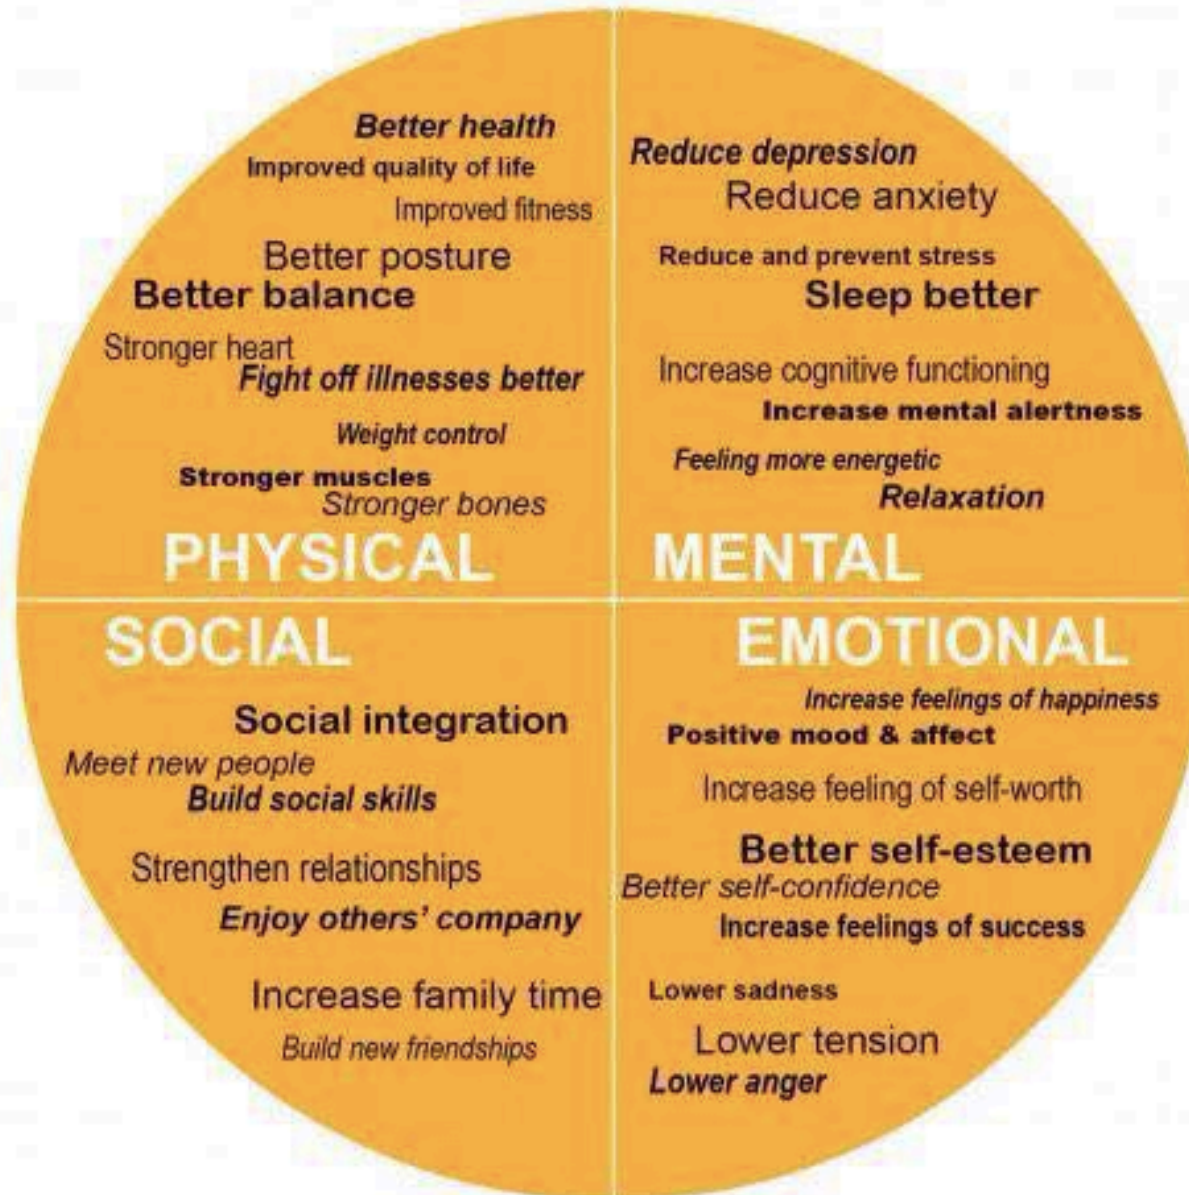 Better health
Improved quality of life
Improved fitness
Better posture
Better balance
Stronger heart
Fight off illnesses better
Weight control
Stronger muscles
Stronger bones
PHYSICAL
Reduce depression
Reduce anxiety
Reduce and prevent stress
Sleep better
Increase cognitive functioning
Increase mental alertness
Feeling more energetic
Relaxation
MENTAL
SOCIAL
Social integration
Meet new people
Build social skills
Strengthen relationships
Enjoy others’ company
Increase family time
Build new friendships
EMOTIONAL
Increase feelings of happiness
Positive mood & affect
Increase feeling of self-worth
Better self-esteem
Better self-confidence
Increase feelings of success
Lower sadness
Lower tension
Lower anger